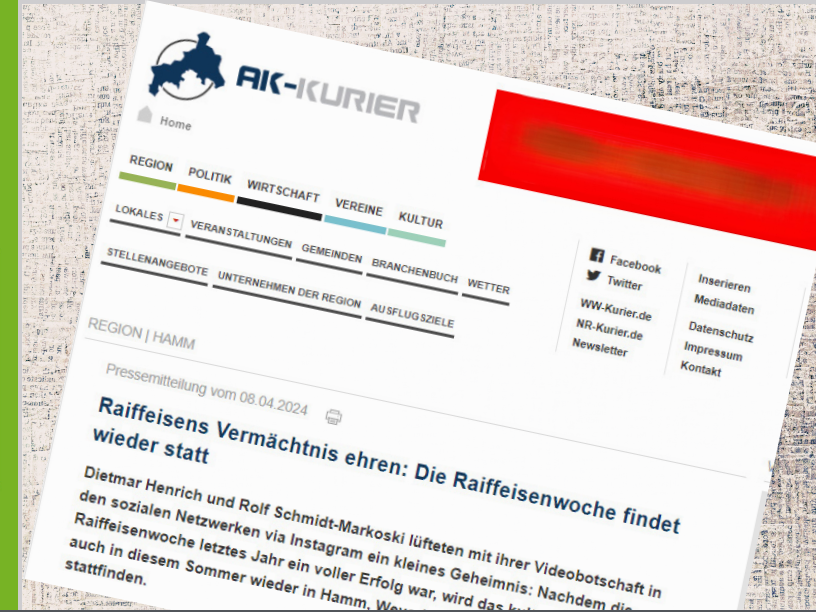 AK-KURIER
Home
REGION POLITIK WIRTSCHAFT VEREINE KULTUR
LOKALES VERANSTALTUNGEN GEMEINDEN BRANCHENBUCH WETTER
STELLENANGEBOTE UNTERNEHMEN DER REGION AUSFLUGSZIELE
Facebook
Twitter
WW-Kurier.de
NR-Kurier.de
Newsletter
Inserieren
Mediadaten
Datenschutz
Impressum
Kontakt
REGION | HAMM
Pressemitteilung vom 08.04.2024
Raiffeisens Vermächtnis ehren: Die Raiffeisenwoche findet
wieder statt
Dietmar Henrich und Rolf Schmidt-Markoski lüfteten mit ihrer Videobotschaft in
den sozialen Netzwerken via Instagram ein kleines Geheimnis: Nachdem die
Raiffeisenwoche letztes Jahr ein voller Erfolg war, wird das
auch in diesem Sommer wieder in Hamm,
stattfinden.